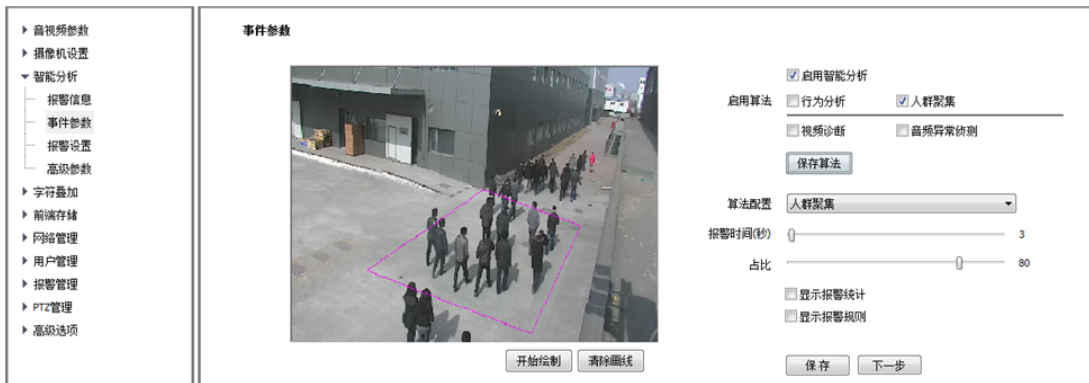 音视频参数
摄像机设置
智能分析
报警信息
事件参数
报警设置
高级参数
字符叠加
前端存储
网络管理
用户管理
报警管理
PTZ管理
高级选项
事件参数
开始绘制 清除画线
启用智能分析
启用算法 行为分析 人群聚集
视频诊断 音频异常侦测
保存算法
算法配置 人群聚集
报警时间(秒) 3
占比 80
显示报警统计
显示报警规则
保存 下一步